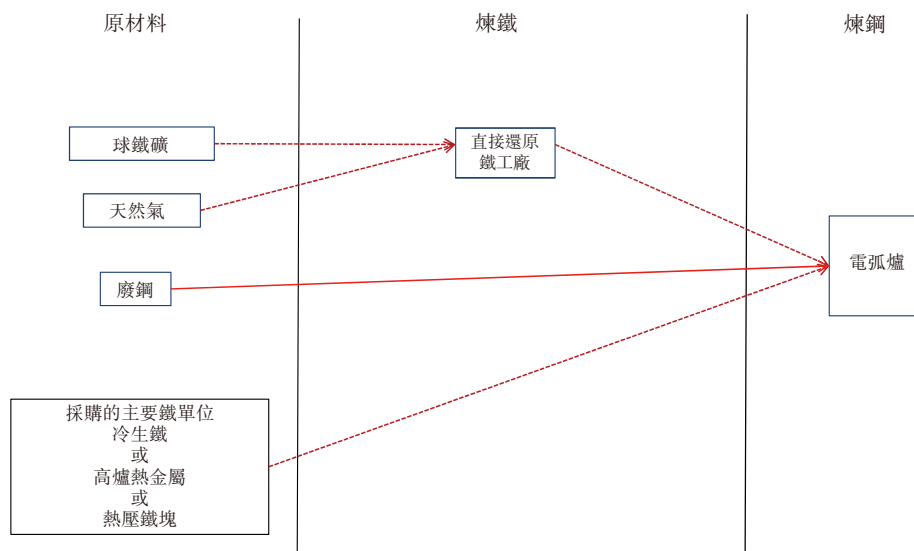 原材料
煉鐵
煉鋼
球鐵礦
直接還原
鐵工廠
天然氣
電弧爐
廢鋼
採購的主要鐵單位
冷生鐵
或
高爐熱金屬
或
熱壓鐵塊